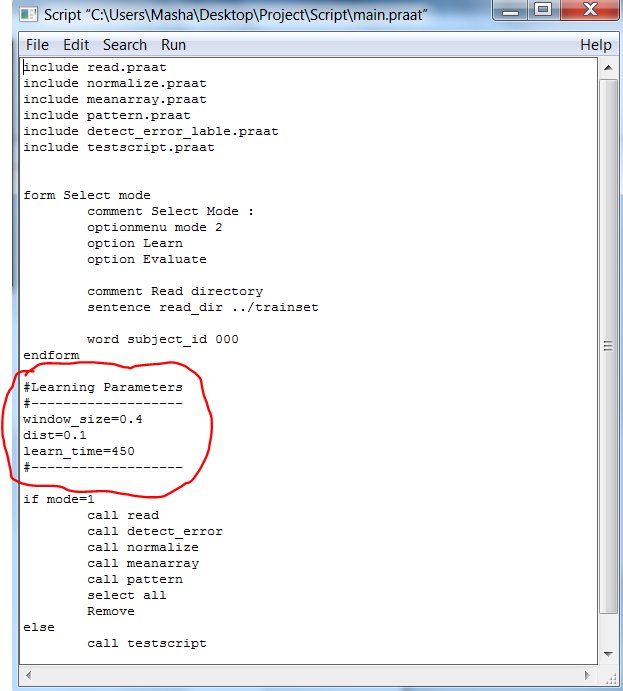 Script "C:\Users\Masha\Desktop\Project\Script\main.praat"
File Edit Search Run Help
include read.praat
include normalize.praat
include meanarray.praat
include pattern.praat
include detect_error_lable.praat
include testscript.praat
form Select mode
comment Select Mode :
optionmenu mode 2
option Learn
option Evaluate
comment Read directory
sentence read_dir ../trainset
word subject_id 000
endform
#Learning Parameters
#-------------------
window_size=0.4
dist=0.1
learn_time=450
#-------------------
if mode=1
call read
call detect_error
call normalize
call meanarray
call pattern
select all
Remove
else
call testscript